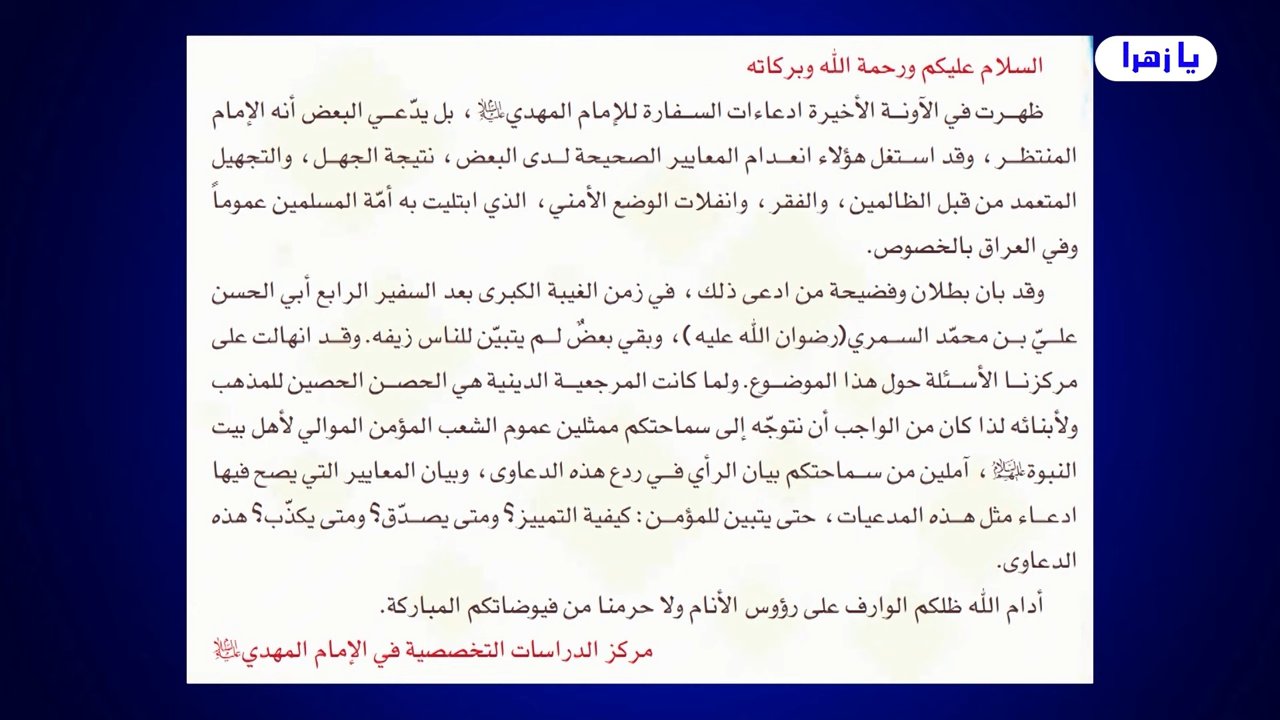 يا زهرا
السلام عليكم ورحمة الله وبركاته
ظهرت في الآونة الأخيرة ادعاءات السفارة للإمام المهدي عليه السلام، بل يدّعي البعض أنه الإمام
المنتظر، وقد استغل هؤلاء انعدام المعايير الصحيحة لدى البعض، نتيجة الجهل، والتجهيل
المتعمد من قبل الظالمين، والفقر، وانفلات الوضع الأمني، الذي ابتليت به أمّة المسلمين عموماً
وفي العراق بالخصوص.
وقد بان بطلان وفضيحة من ادعى ذلك، في زمن الغيبة الكبرى بعد السفير الرابع أبي الحسن
عليّ بن محمّد السمري(رضوان الله عليه)، وبقي بعضٌ لم يتبيّن للناس زيفه. وقد انهالت على
مركزنا الأسئلة حول هذا الموضوع. ولما كانت المرجعية الدينية هي الحصن الحصين للمذهب
ولأبنائه لذا كان من الواجب أن نتوجّه إلى سماحتكم ممثلين عموم الشعب المؤمن الموالي لأهل بيت
النبوة عليهم السلام، آملين من سماحتكم بيان الرأي في ردع هذه الدعاوى، وبيان المعايير التي يصح فيها
ادعاء مثل هذه المدعيات، حتى يتبين للمؤمن: كيفية التمييز؟ ومتى يصدّق؟ ومتى يكذّب؟ هذه
الدعاوى.
أدام الله ظلكم الوارف على رؤوس الأنام ولا حرمنا من فيوضاتكم المباركة.
مركز الدراسات التخصصية في الإمام المهدي عليه السلام